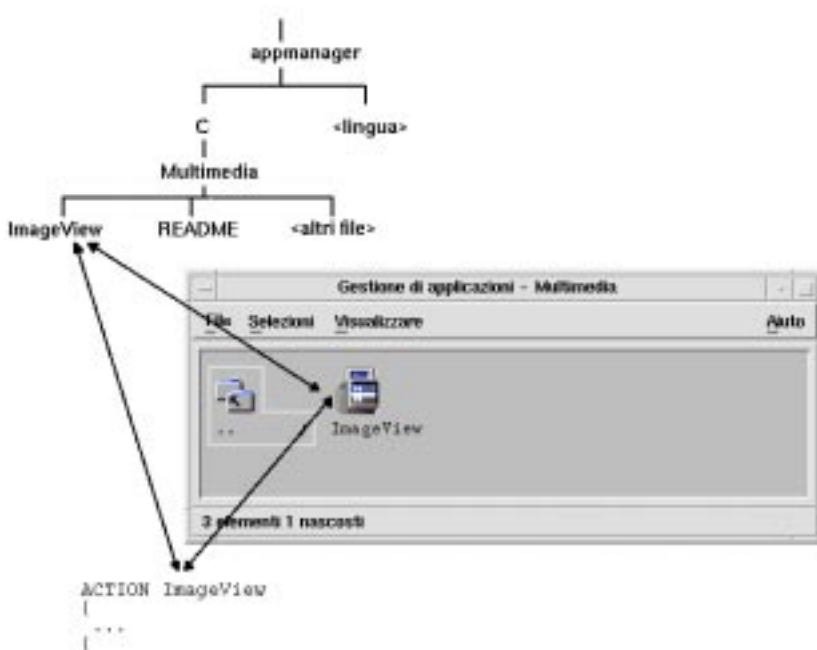 appmanager
C <lingua>
Multimedia
ImageView README <altri file>
Gestione di applicazioni - Multimedia
File Selezioni Visualizzare Aiuto
..
ImageView
3 elementi 1 nascosti
ACTION ImageView
{
...
{